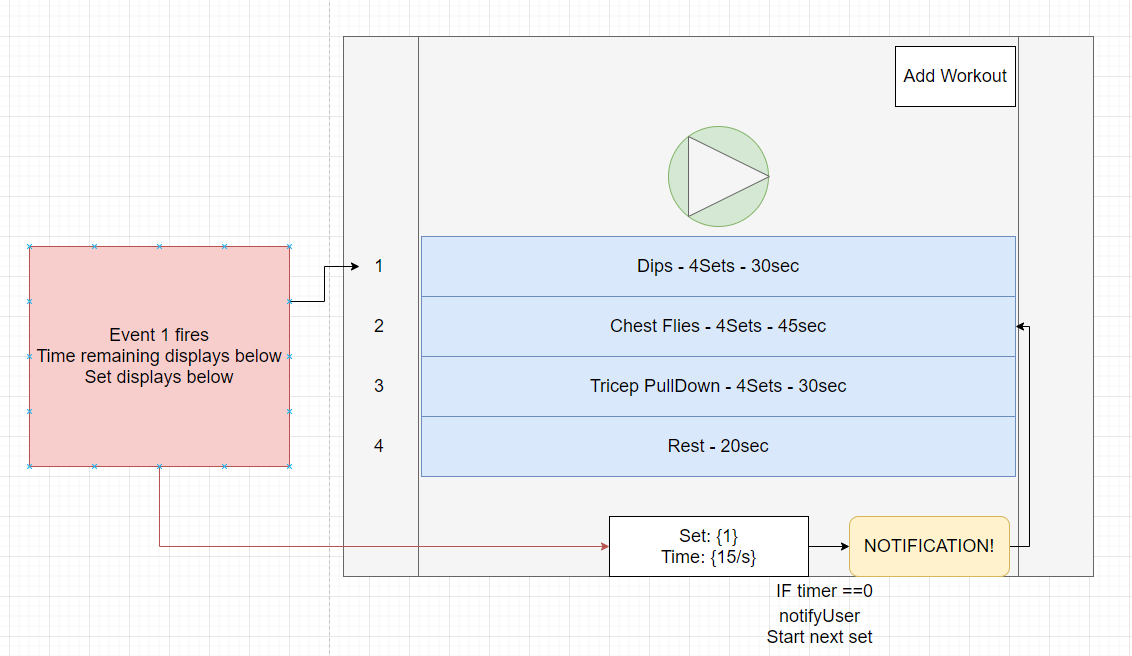 Add Workout
1
Dips - 4Sets - 30sec
2
Chest Flies - 4Sets - 45sec
3
Tricep PullDown - 4Sets - 30sec
4
Rest - 20sec
Event 1 fires
Time remaining displays below
Set displays below
Set: {1}
Time: {15/s}
NOTIFICATION!
IF timer ==0
notifyUser
Start next set